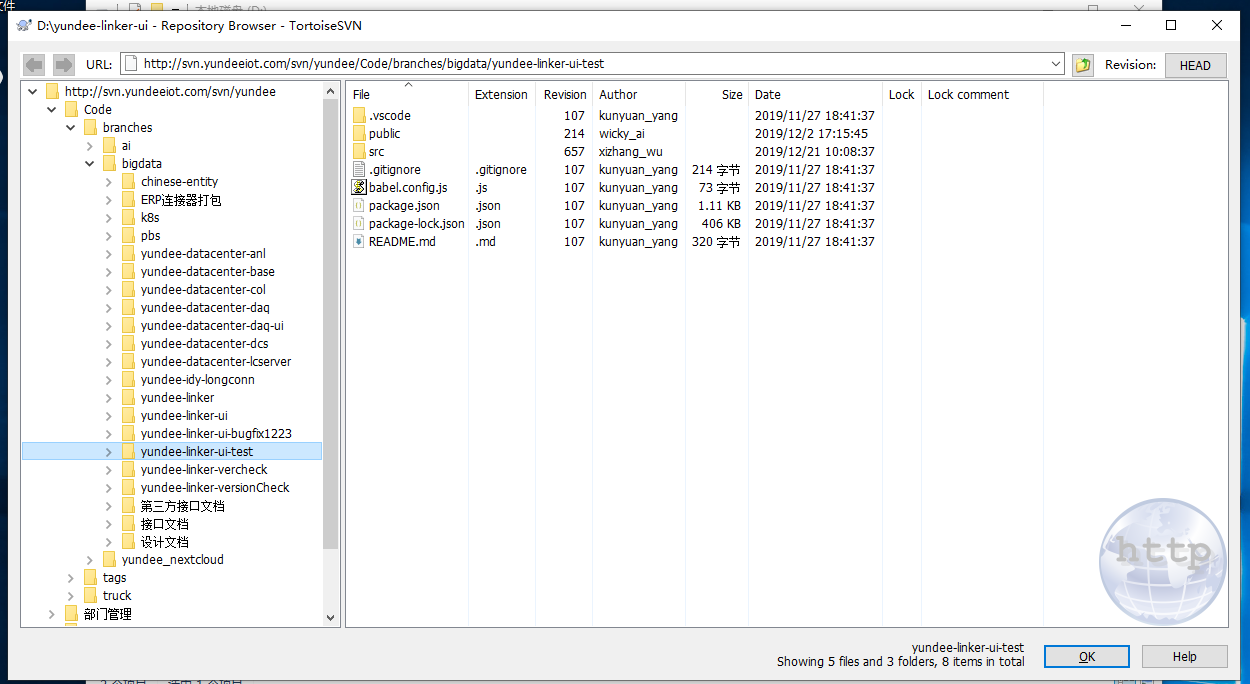 D:\yundee-linker-ui - Repository Browser - TortoiseSVN
URL: http://svn.yundeeiot.com/svn/yundee/Code/branches/bigdata/yundee-linker-ui-test Revision: HEAD
http://svn.yundeeiot.com/svn/yundee
Code
branches
ai
bigdata
chinese-entity
ERP连接器打包
k8s
pbs
yundee-datacenter-anl
yundee-datacenter-base
yundee-datacenter-col
yundee-datacenter-daq
yundee-datacenter-daq-ui
yundee-datacenter-dcs
yundee-datacenter-lcserver
yundee-idy-longconn
yundee-linker
yundee-linker-ui
yundee-linker-ui-bugfix1223
yundee-linker-ui-test
yundee-linker-vercheck
yundee-linker-versionCheck
第三方接口文档
接口文档
设计文档
yundee_nextcloud
tags
truck
部门管理
File Extension Revision Author Size Date Lock Lock comment
.vscode 107 kunyuan_yang 2019/11/27 18:41:37
public 214 wicky_ai 2019/12/2 17:15:45
src 657 xizhang_wu 2019/12/21 10:08:37
.gitignore .gitignore 107 kunyuan_yang 214 字节 2019/11/27 18:41:37
babel.config.js .js 107 kunyuan_yang 73 字节 2019/11/27 18:41:37
package.json .json 107 kunyuan_yang 1.11 KB 2019/11/27 18:41:37
package-lock.json .json 107 kunyuan_yang 406 KB 2019/11/27 18:41:37
README.md .md 107 kunyuan_yang 320 字节 2019/11/27 18:41:37
http
yundee-linker-ui-test
Showing 5 files and 3 folders, 8 items in total
OK Help